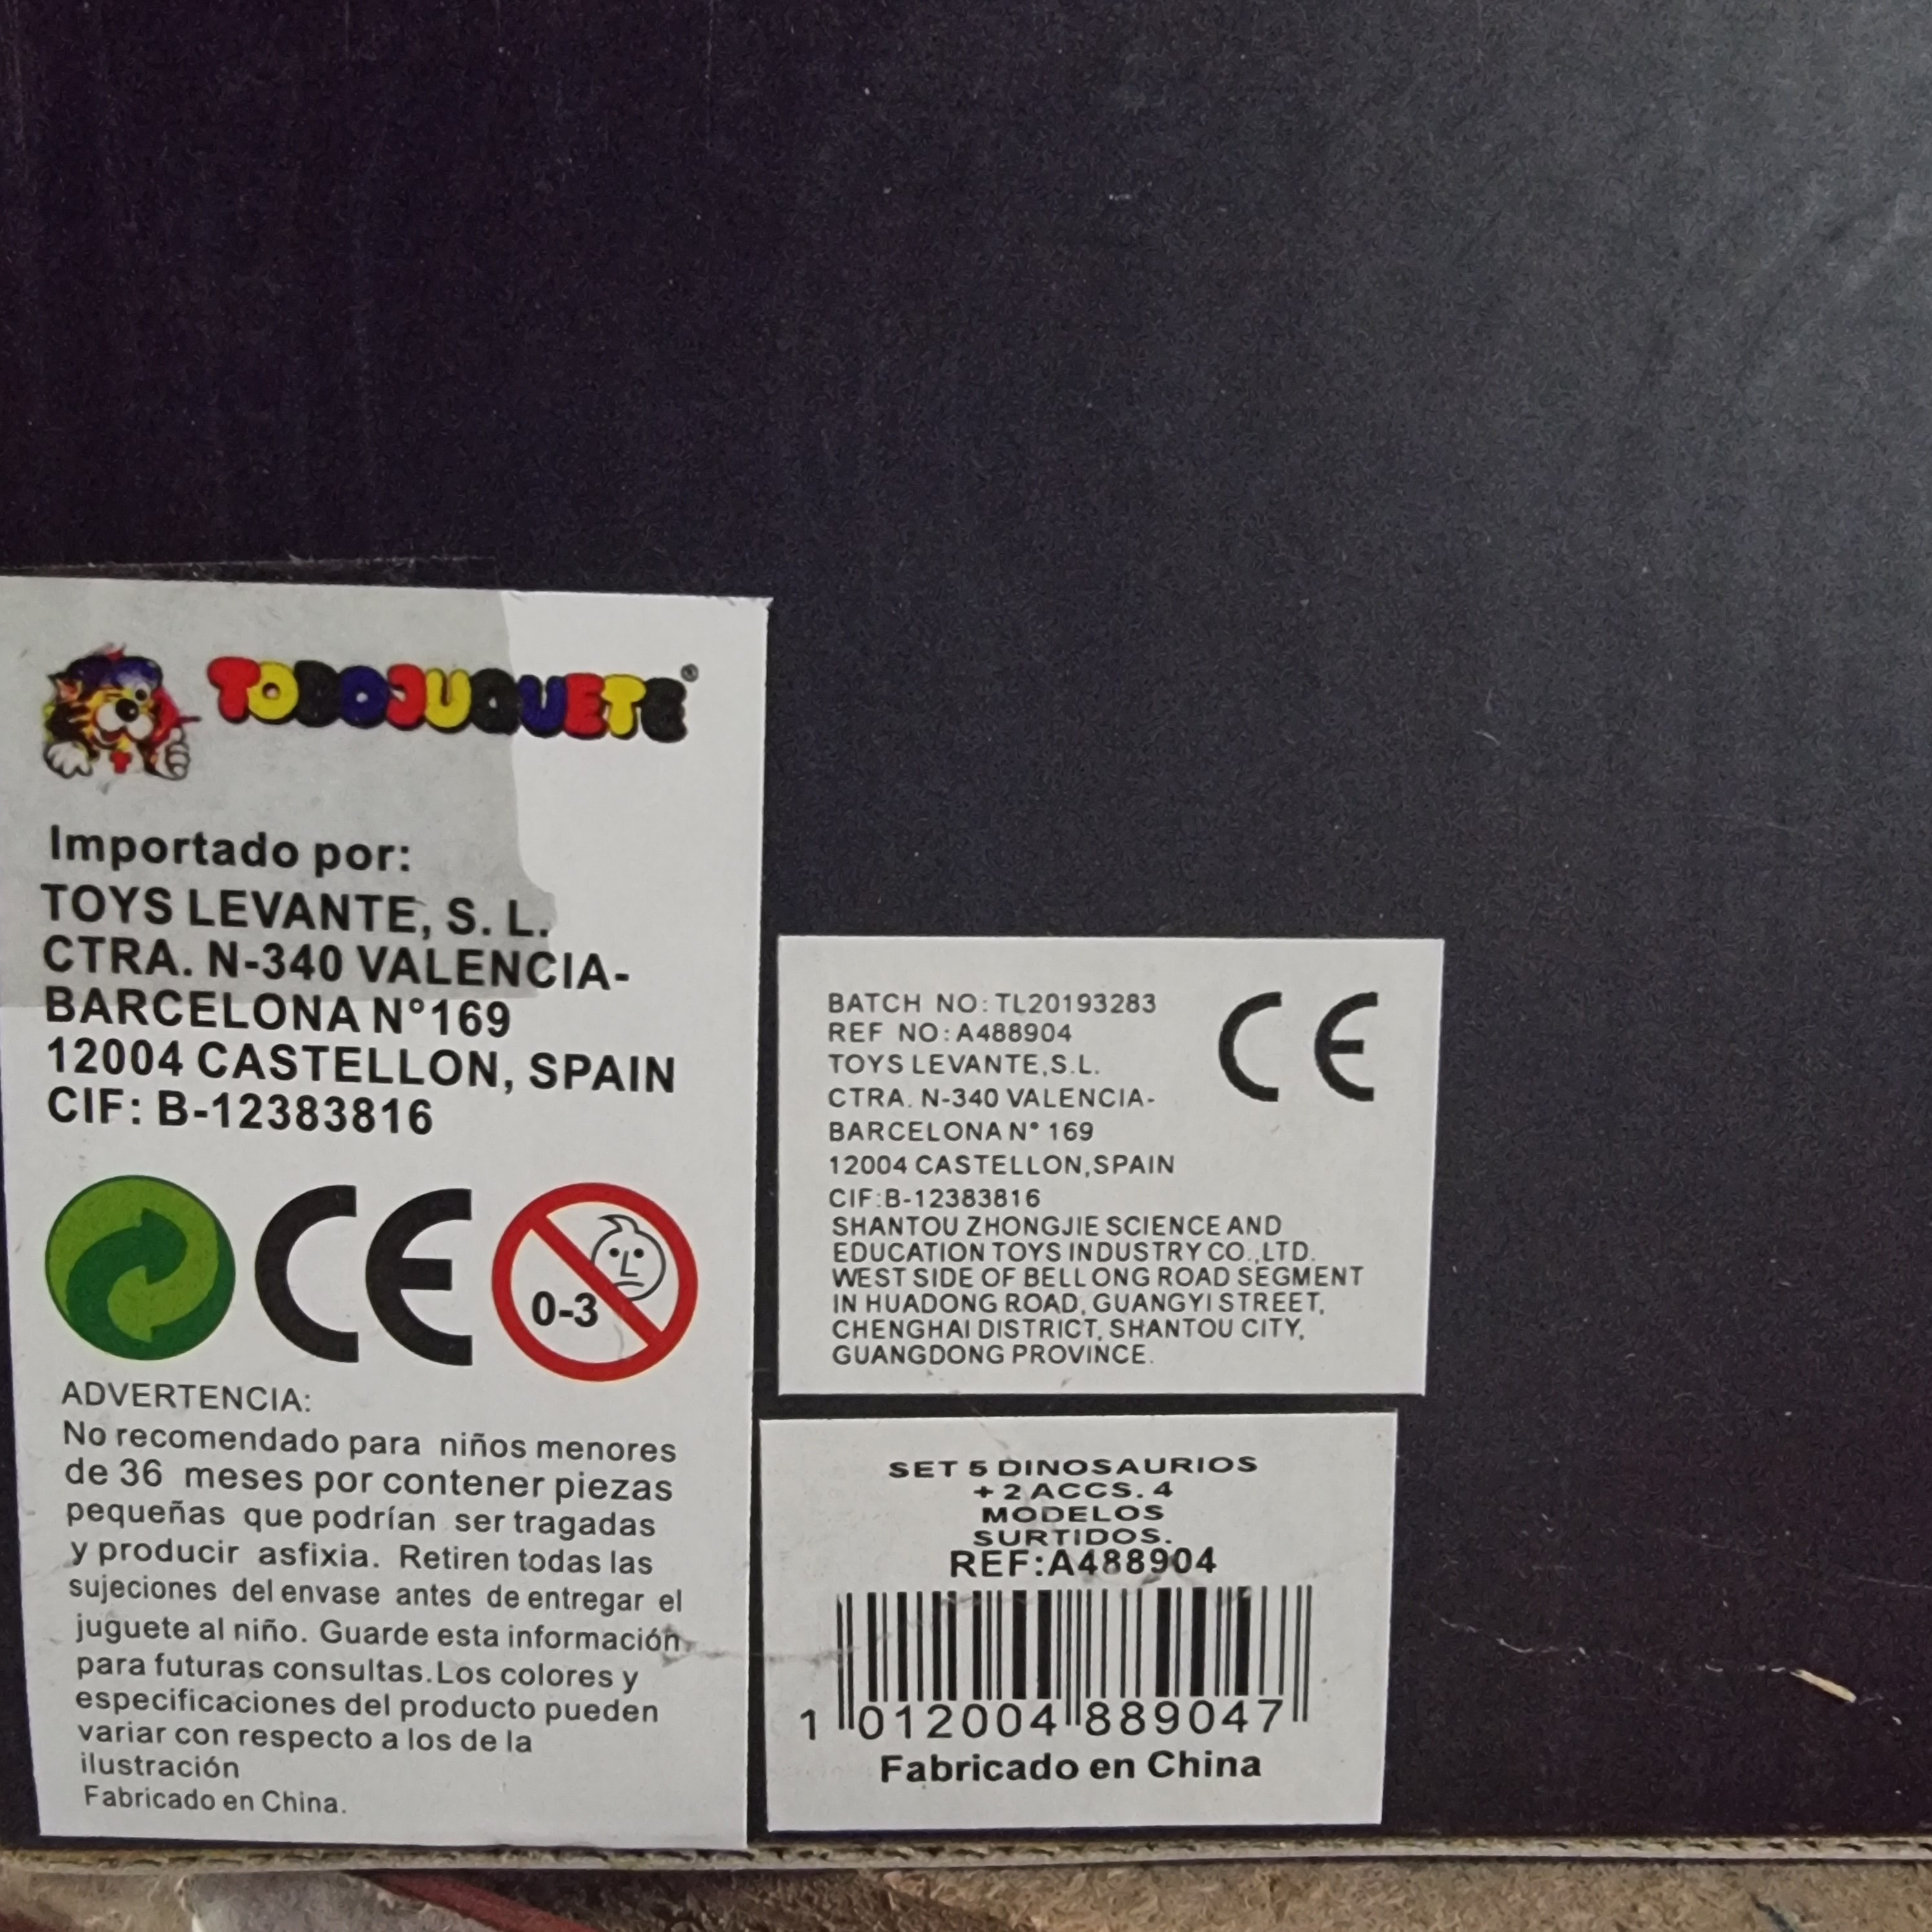 TODOJUQUETE®
Importado por:
TOYS LEVANTE, S. L.
CTRA. N-340 VALENCIA-
BARCELONA N°169
12004 CASTELLON, SPAIN
CIF: B-12383816
CE
0-3
ADVERTENCIA:
No recomendado para niños menores
de 36 meses por contener piezas
pequeñas que podrían ser tragadas
y producir asfixia. Retiren todas las
sujeciones del envase antes de entregar el
juguete al niño. Guarde esta información
para futuras consultas.Los colores y
especificaciones del producto pueden
variar con respecto a los de la
ilustración
Fabricado en China.
BATCH NO:TL20193283
REF NO:A488904
TOYS LEVANTE,S.L.
CTRA. N-340 VALENCIA-
BARCELONA N° 169
12004 CASTELLON,SPAIN
CIF:B-12383816
SHANTOU ZHONGJIE SCIENCE AND
EDUCATION TOYS INDUSTRY CO.,LTD.
WEST SIDE OF BELLONG ROAD SEGMENT
IN HUADONG ROAD, GUANGYI STREET,
CHENGHAI DISTRICT, SHANTOU CITY,
GUANGDONG PROVINCE.
CE
SET 5 DINOSAURIOS
+ 2 ACCS. 4
MODELOS
SURTIDOS.
REF:A488904
1 012004 889047
Fabricado en China